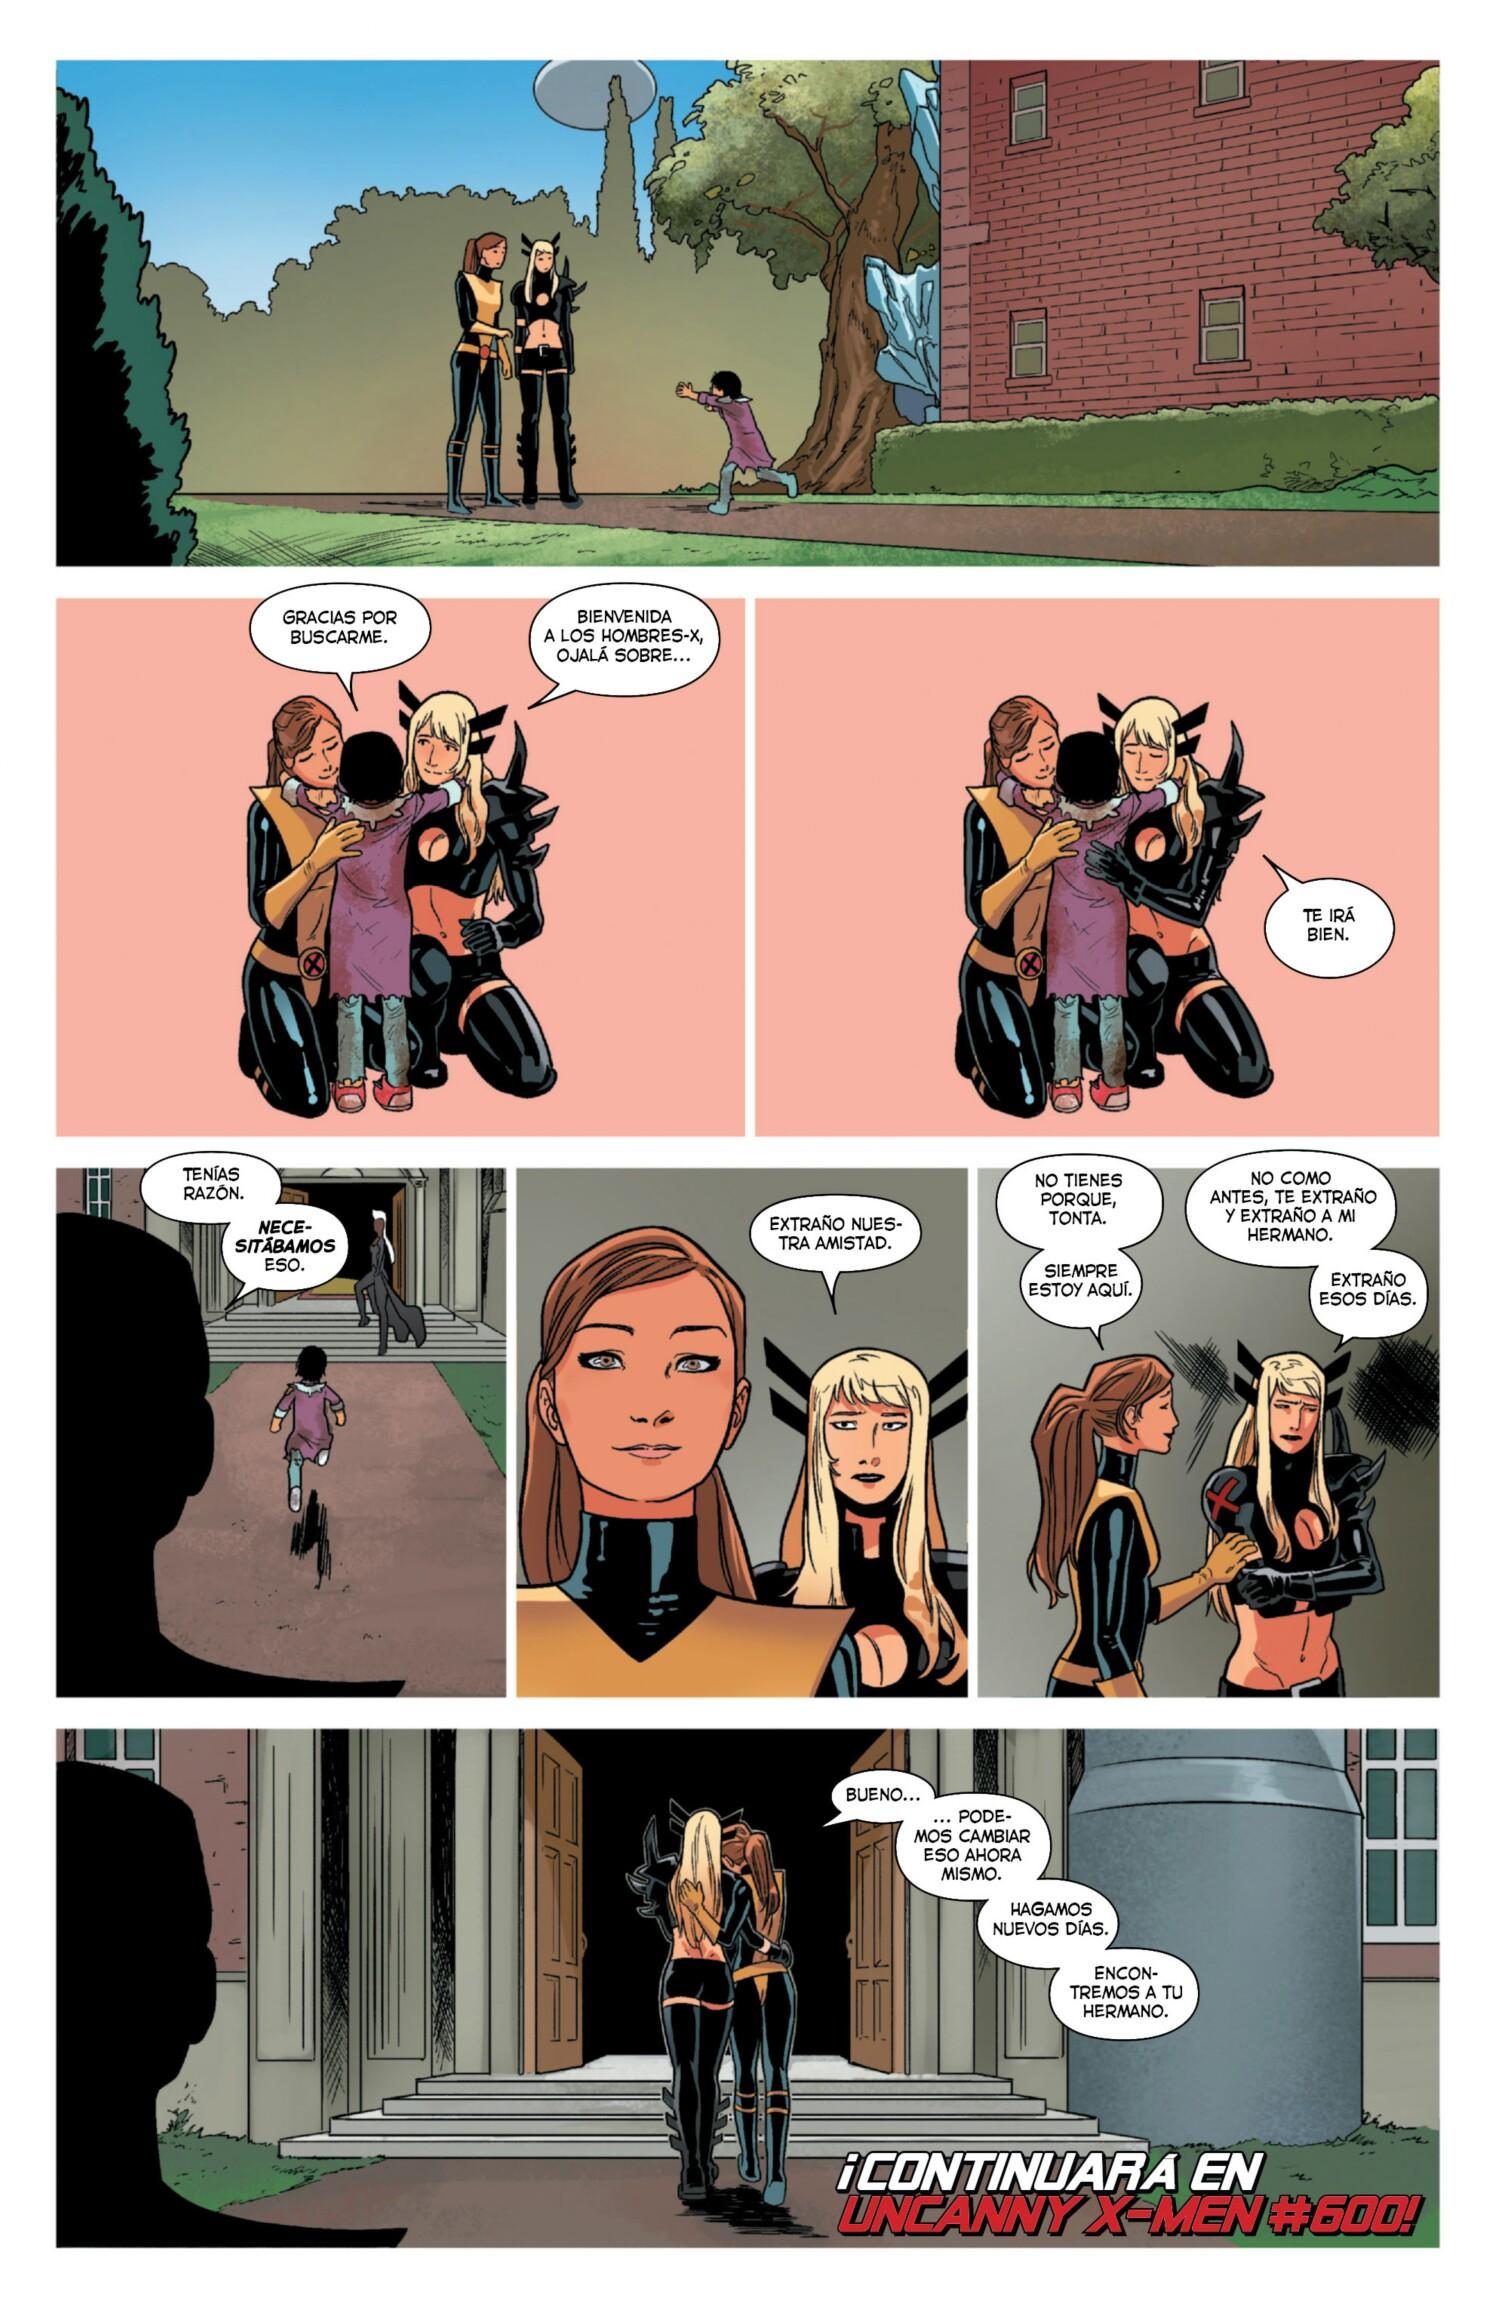 GRACIAS POR
BUSCARME.
BIENVENIDA
A LOS HOMBRES-X,
OJALÁ SOBRE...
TE IRÁ
BIEN.
TENÍAS
RAZÓN.
NECE-
SITÁBAMOS
ESO.
EXTRAÑO NUES-
TRA AMISTAD.
NO TIENES
PORQUE,
TONTA.
SIEMPRE
ESTOY AQUÍ.
NO COMO
ANTES, TE EXTRAÑO
Y EXTRAÑO A MI
HERMANO.
EXTRAÑO
ESOS DÍAS.
BUENO...
... PODE-
MOS CAMBIAR
ESO AHORA
MISMO.
HAGAMOS
NUEVOS DÍAS.
ENCON-
TREMOS A TU
HERMANO.
¡CONTINUARÁ EN
UNCANNY X-MEN #600!